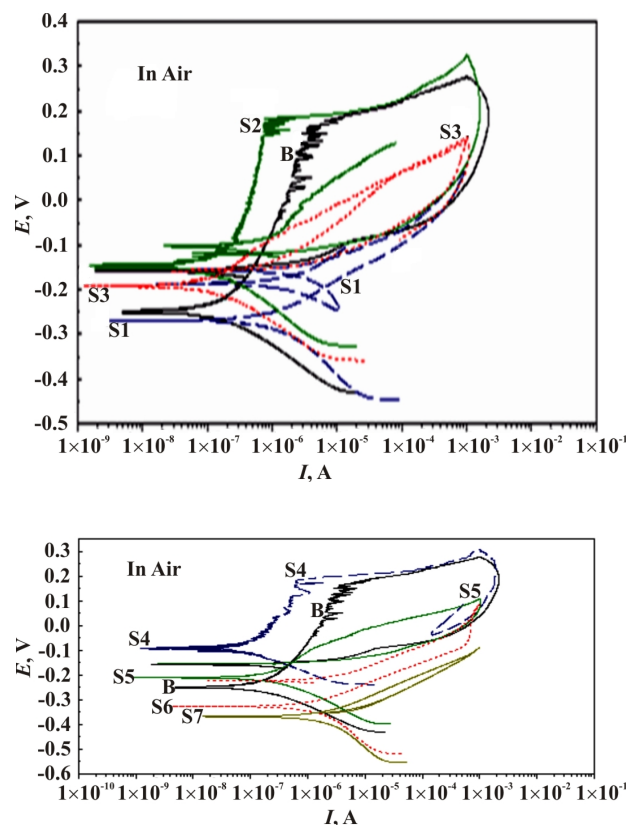 0.4
0.3
In Air
0.2
S2
B
S3
0.1
E, V
0.0
-0.1
-0.2
S3
S1
-0.3
S1
-0.4
-0.5
1×10⁻⁹ 1×10⁻⁸ 1×10⁻⁷ 1×10⁻⁶ 1×10⁻⁵ 1×10⁻⁴ 1×10⁻³ 1×10⁻² 1×10⁻¹
I, A
0.3
In Air
S4
0.2
B
S5
0.1
E, V
0.0
S4
-0.1
-0.2
S5
B
-0.3
S6
S7
-0.4
-0.5
-0.6
1×10⁻¹⁰ 1×10⁻⁹ 1×10⁻⁸ 1×10⁻⁷ 1×10⁻⁶ 1×10⁻⁵ 1×10⁻⁴ 1×10⁻³ 1×10⁻² 1×10⁻¹
I, A